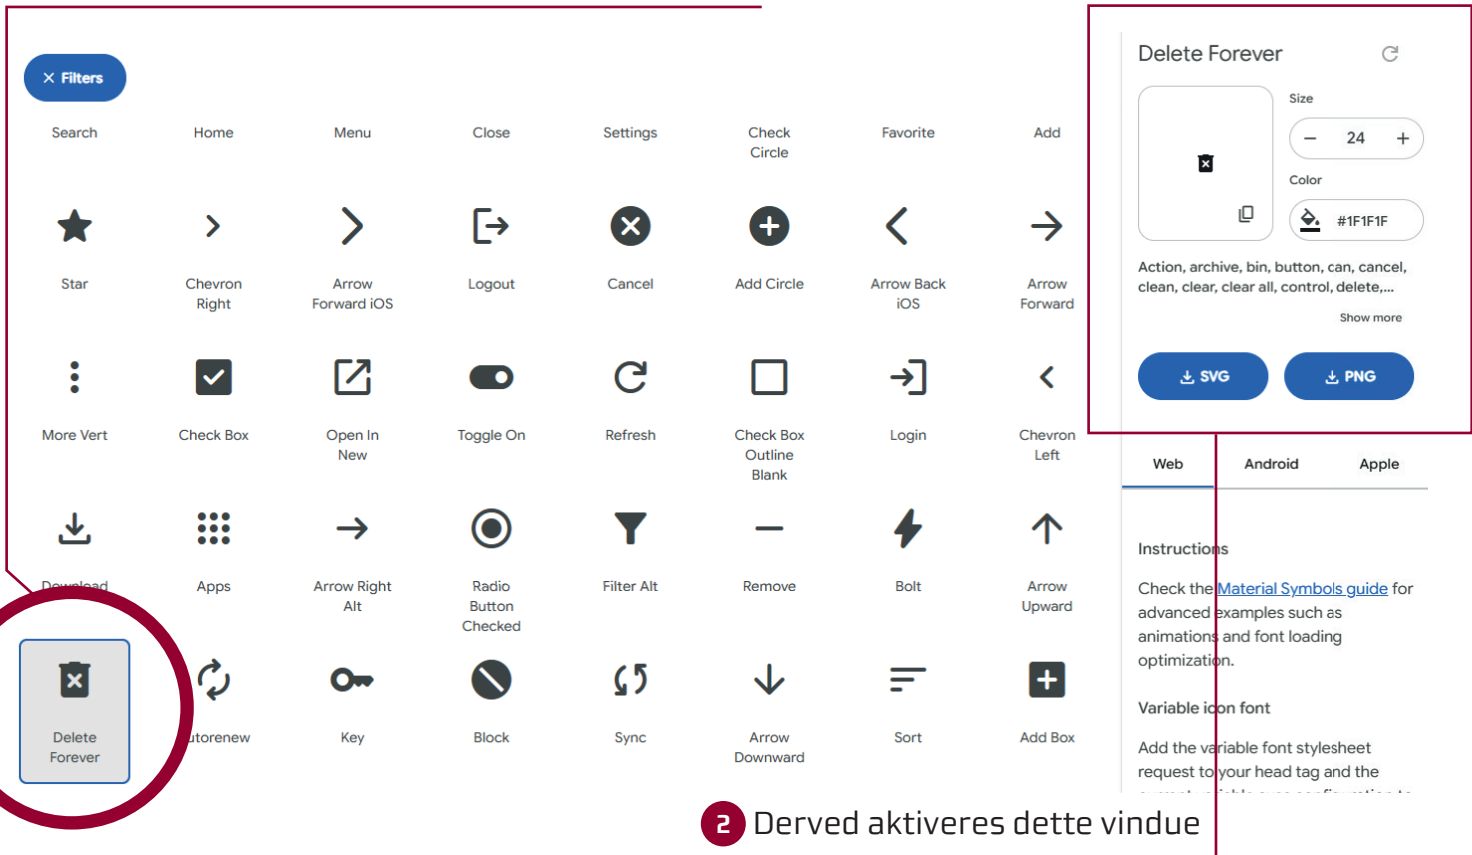 Filters
Search Home Menu Close Settings Check Circle Favorite Add
Star Chevron Right Arrow Forward iOS Logout Cancel Add Circle Arrow Back iOS Arrow Forward
More Vert Check Box Open In New Toggle On Refresh Check Box Outline Blank Login Chevron Left
Download Apps Arrow Right Alt Radio Button Checked Filter Alt Remove Bolt Arrow Upward
Delete Forever Autorenew Key Block Sync Arrow Downward Sort Add Box
Delete Forever
Size
24
Color
#1F1F1F
Action, archive, bin, button, can, cancel,
clean, clear, clear all, control, delete,...
Show more
SVG PNG
Web Android Apple
Instructions
Check the Material Symbols guide for
advanced examples such as
animations and font loading
optimization.
Variable icon font
Add the variable font stylesheet
request to your head tag and the
2 Derved aktiveres dette vindue